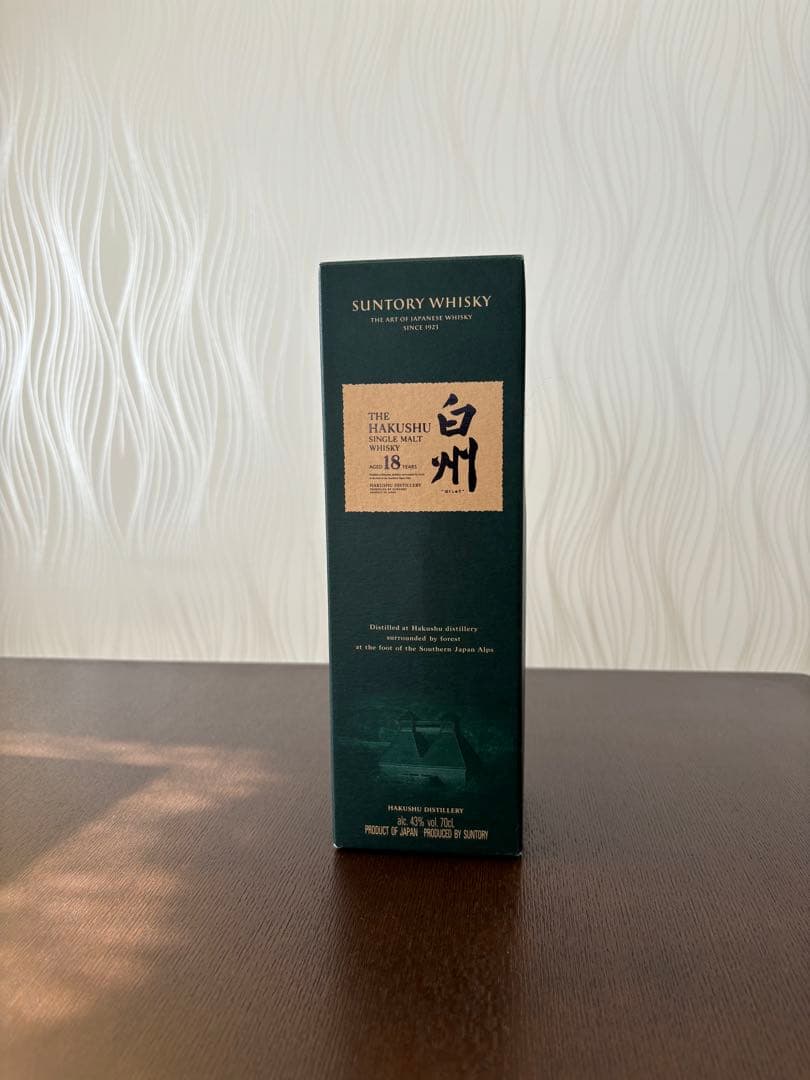 SUNTORY WHISKY
THE ART OF JAPANESE WHISKY
SINCE 1923
THE
HAKUSHU
SINGLE MALT
WHISKY
AGED 18 YEARS
HAKUSHU DISTILLERY
白州
Distilled at Hakushu distillery
surrounded by forest
at the foot of the Southern Japan Alps
HAKUSHU DISTILLERY
alc. 43% vol. 70cl.
PRODUCT OF JAPAN PRODUCED BY SUNTORY